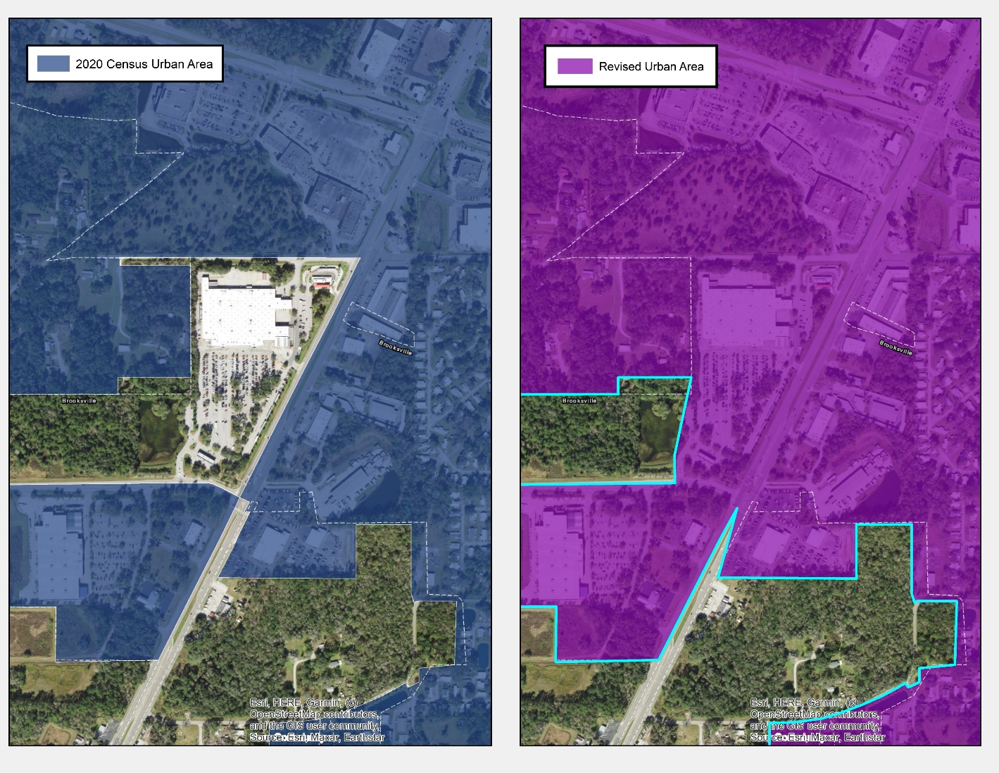 2020 Census Urban Area
Brooksville
Brooksville
Esri, HERE, Garmin, (c)
OpenStreetMap contributors,
and the GIS user community,
Source: Esri, Maxar, Earthstar
Revised Urban Area
Brooksville
Brooksville
Esri, HERE, Garmin, (c)
OpenStreetMap contributors,
and the GIS user community,
Source: Esri, Maxar, Earthstar